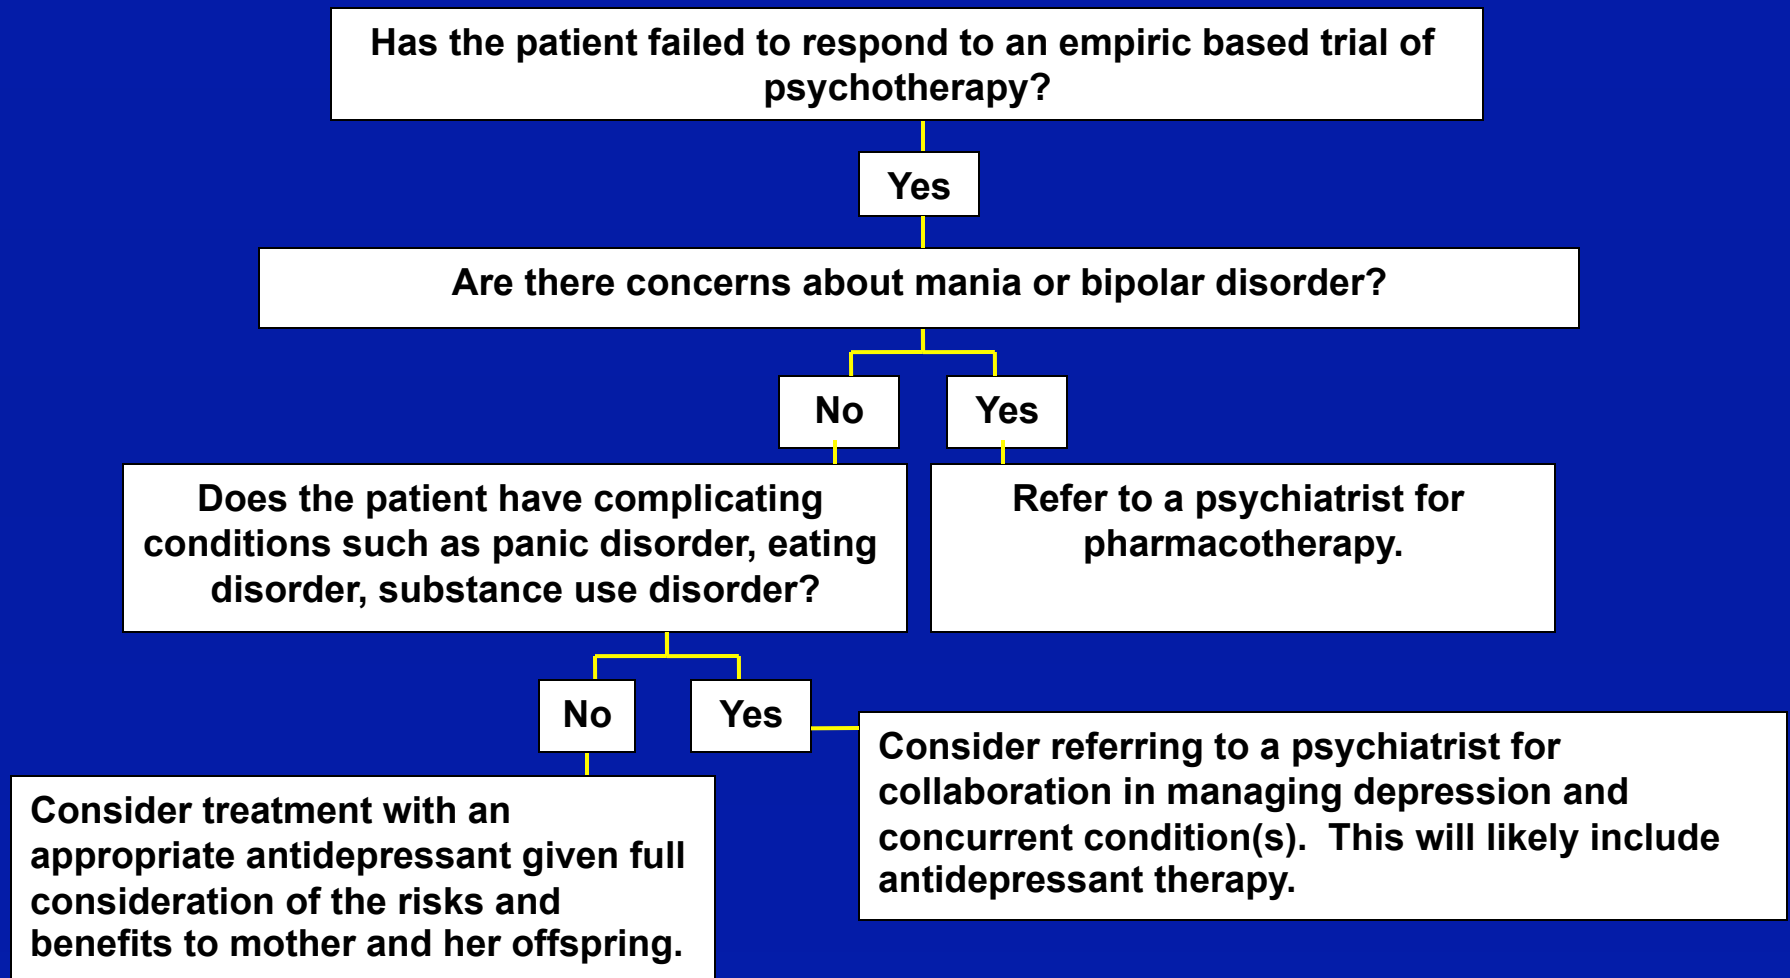 Has the patient failed to respond to an empiric based trial of
psychotherapy?
Yes
Are there concerns about mania or bipolar disorder?
No
Yes
Does the patient have complicating
conditions such as panic disorder, eating
disorder, substance use disorder?
Refer to a psychiatrist for
pharmacotherapy.
No
Yes
Consider treatment with an
appropriate antidepressant given full
consideration of the risks and
benefits to mother and her offspring.
Consider referring to a psychiatrist for
collaboration in managing depression and
concurrent condition(s).  This will likely include
antidepressant therapy.